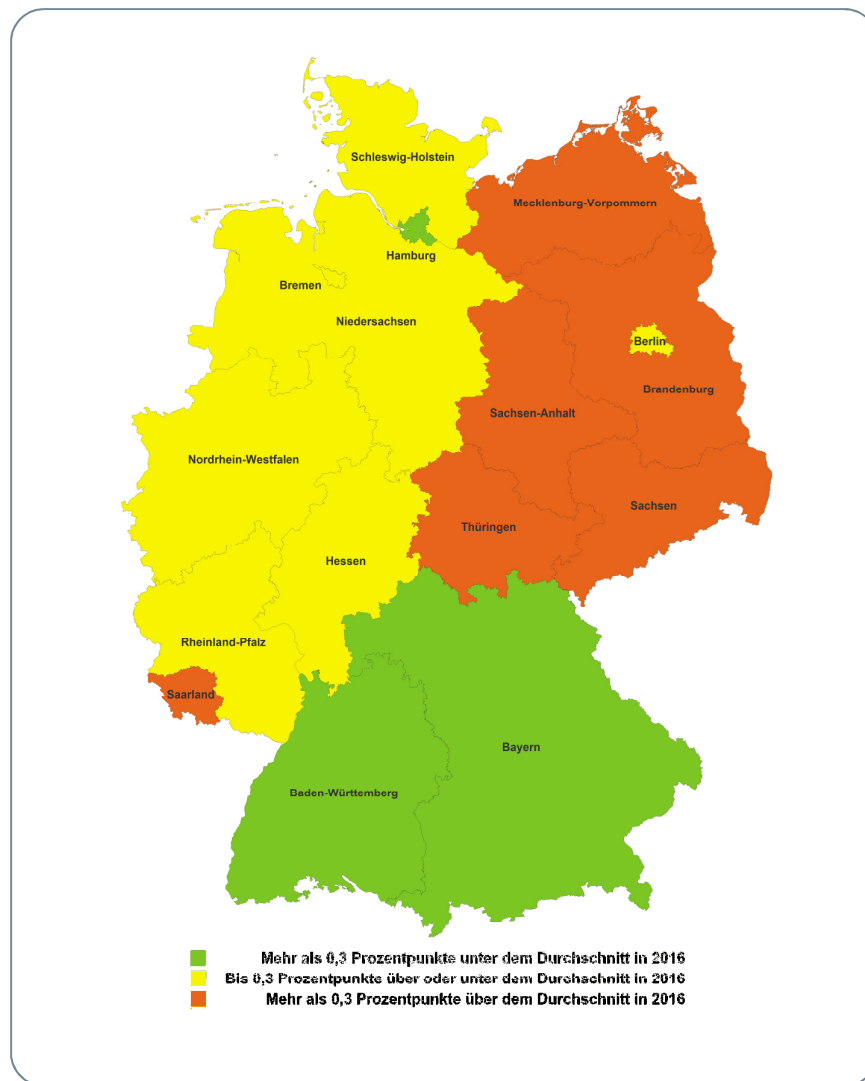 Schleswig-Holstein
Mecklenburg-Vorpommern
Hamburg
Bremen
Niedersachsen
Berlin
Brandenburg
Sachsen-Anhalt
Nordrhein-Westfalen
Sachsen
Thüringen
Hessen
Rheinland-Pfalz
Saarland
Bayern
Baden-Württemberg
Mehr als 0,3 Prozentpunkte unter dem Durchschnitt in 2016
Bis 0,3 Prozentpunkte über oder unter dem Durchschnitt in 2016
Mehr als 0,3 Prozentpunkte über dem Durchschnitt in 2016